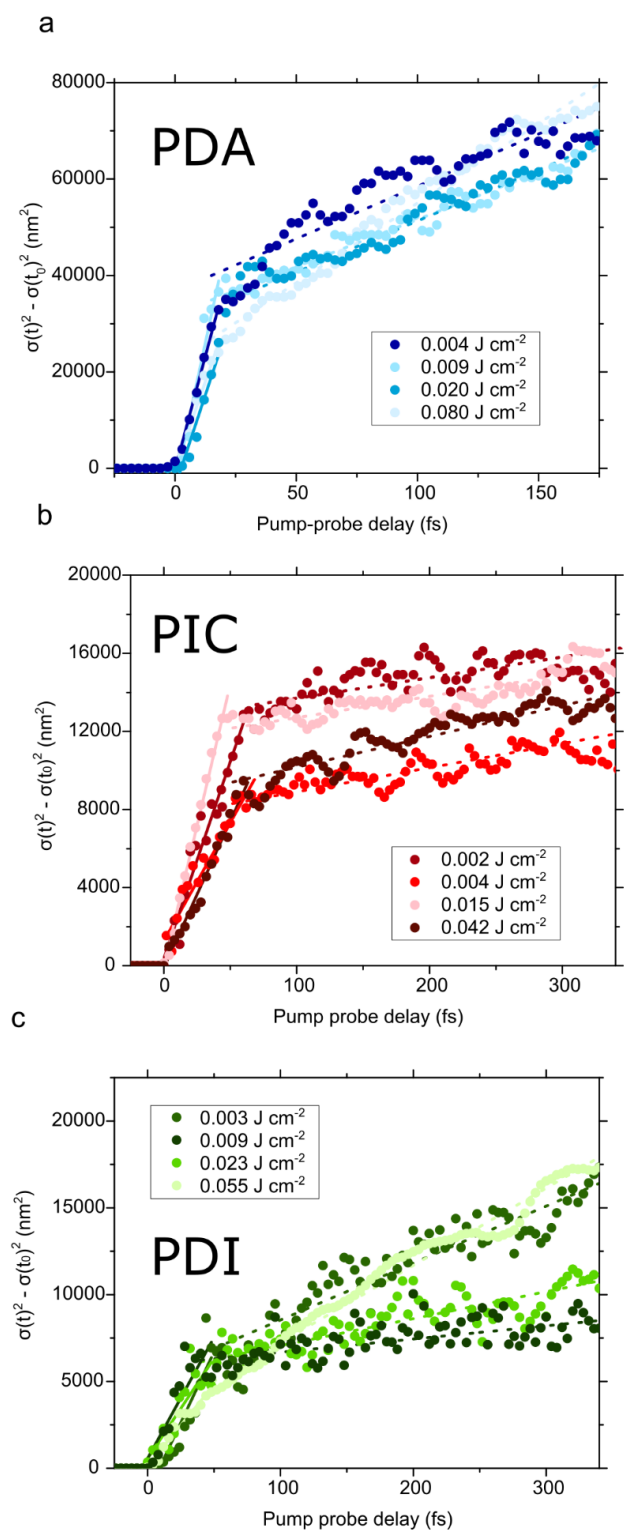 a
80000
60000
40000
20000
0
σ(t)² - σ(t₀)² (nm²)
PDA
0.004 J cm⁻²
0.009 J cm⁻²
0.020 J cm⁻²
0.080 J cm⁻²
0 50 100 150
Pump-probe delay (fs)
b
20000
16000
12000
8000
4000
0
σ(t)² - σ(t0)² (nm²)
PIC
0.002 J cm⁻²
0.004 J cm⁻²
0.015 J cm⁻²
0.042 J cm⁻²
0 100 200 300
Pump probe delay (fs)
c
20000
15000
10000
5000
0
σ(t)² - σ(t0)² (nm²)
0.003 J cm⁻²
0.009 J cm⁻²
0.023 J cm⁻²
0.055 J cm⁻²
PDI
0 100 200 300
Pump probe delay (fs)